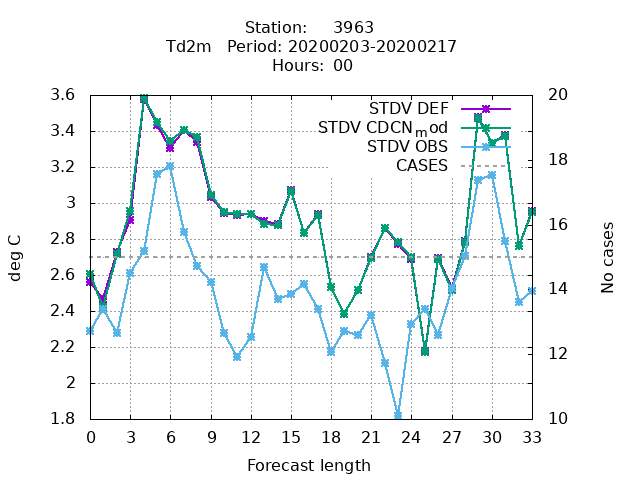 Station: 3963
Td2m Period: 20200203-20200217
Hours: 00
3.6
3.4
3.2
3
2.8
2.6
2.4
2.2
2
1.8
deg C
STDV DEF
STDV CDCNmod
STDV OBS
CASES
20
18
16
14
12
10
No cases
0 3 6 9 12 15 18 21 24 27 30 33
Forecast length